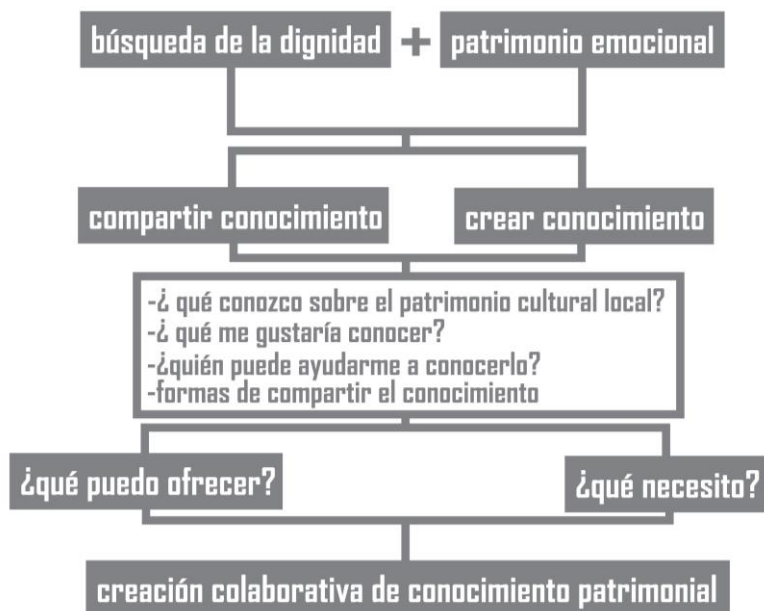 búsqueda de la dignidad + patrimonio emocional
compartir conocimiento
crear conocimiento
-¿ qué conozco sobre el patrimonio cultural local?
-¿ qué me gustaría conocer?
-¿quién puede ayudarme a conocerlo?
-formas de compartir el conocimiento
¿qué puedo ofrecer?
¿qué necesito?
creación colaborativa de conocimiento patrimonial